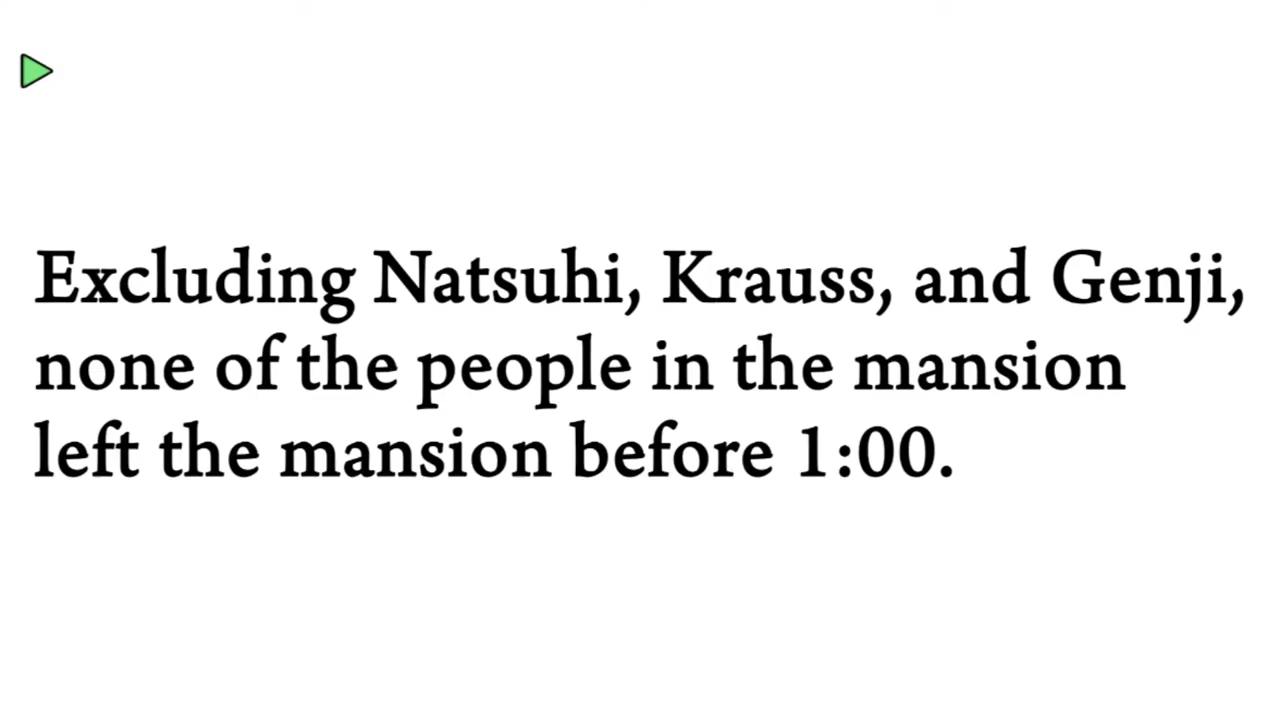 Excluding Natsuhi, Krauss, and Genji,
none of the people in the mansion
left the mansion before 1:00.